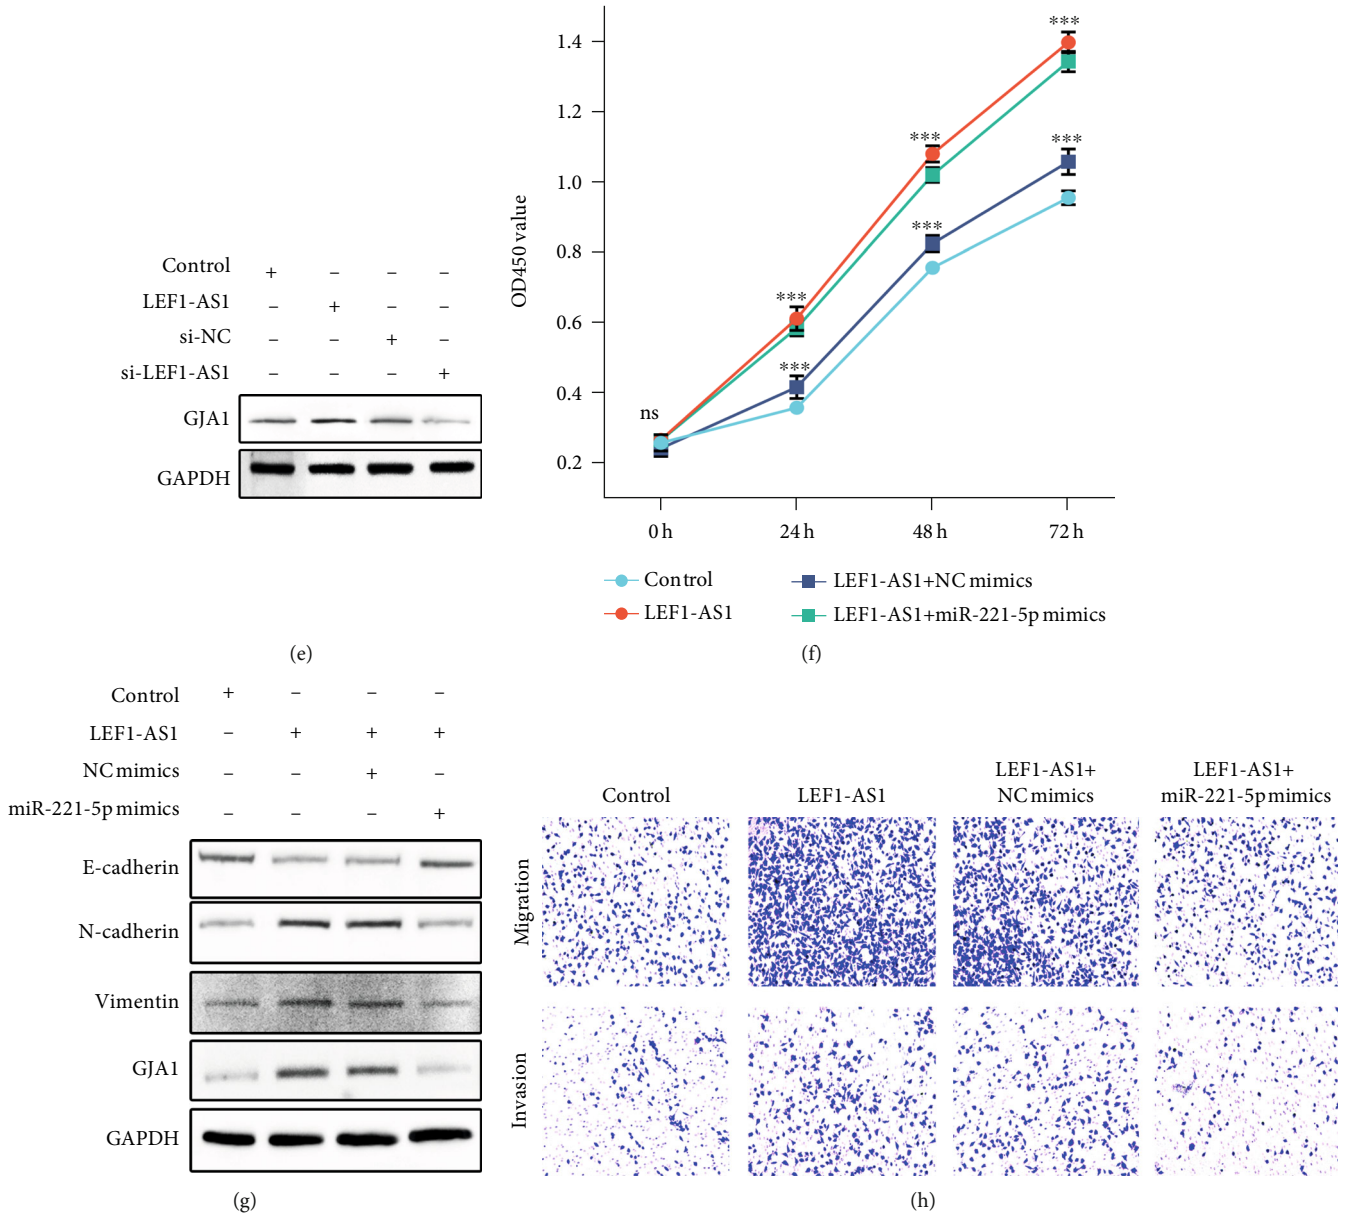 Control + – – –
LEF1-AS1 – + – –
si-NC – – + –
si-LEF1-AS1 – – – +
GJA1
GAPDH
(e)
OD450 value
1.4
1.2
1.0
0.8
0.6
0.4
0.2
ns
***
***
***
***
***
***
0 h 24 h 48 h 72 h
Control
LEF1-AS1
LEF1-AS1+NC mimics
LEF1-AS1+miR-221-5p mimics
(f)
Control + – – –
LEF1-AS1 – + + +
NC mimics – – + –
miR-221-5p mimics – – – +
E-cadherin
N-cadherin
Vimentin
GJA1
GAPDH
(g)
Control
LEF1-AS1
LEF1-AS1+
NC mimics
LEF1-AS1+
miR-221-5p mimics
Migration
Invasion
(h)